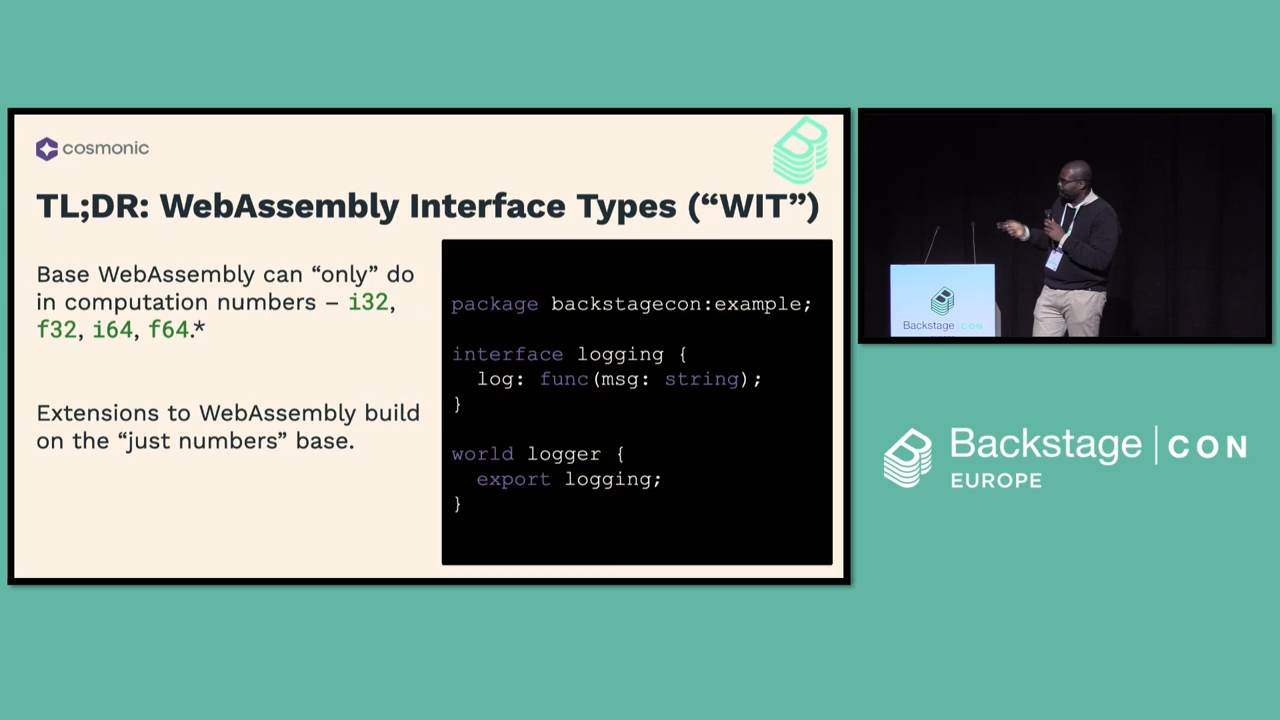 cosmonic
TL;DR: WebAssembly Interface Types (“WIT”)
Base WebAssembly can “only” do
in computation numbers – i32,
f32, i64, f64.*
Extensions to WebAssembly build
on the “just numbers” base.
package backstagecon:example;
interface logging {
log: func(msg: string);
}
world logger {
export logging;
}
Backstage CON
Backstage | CON
EUROPE